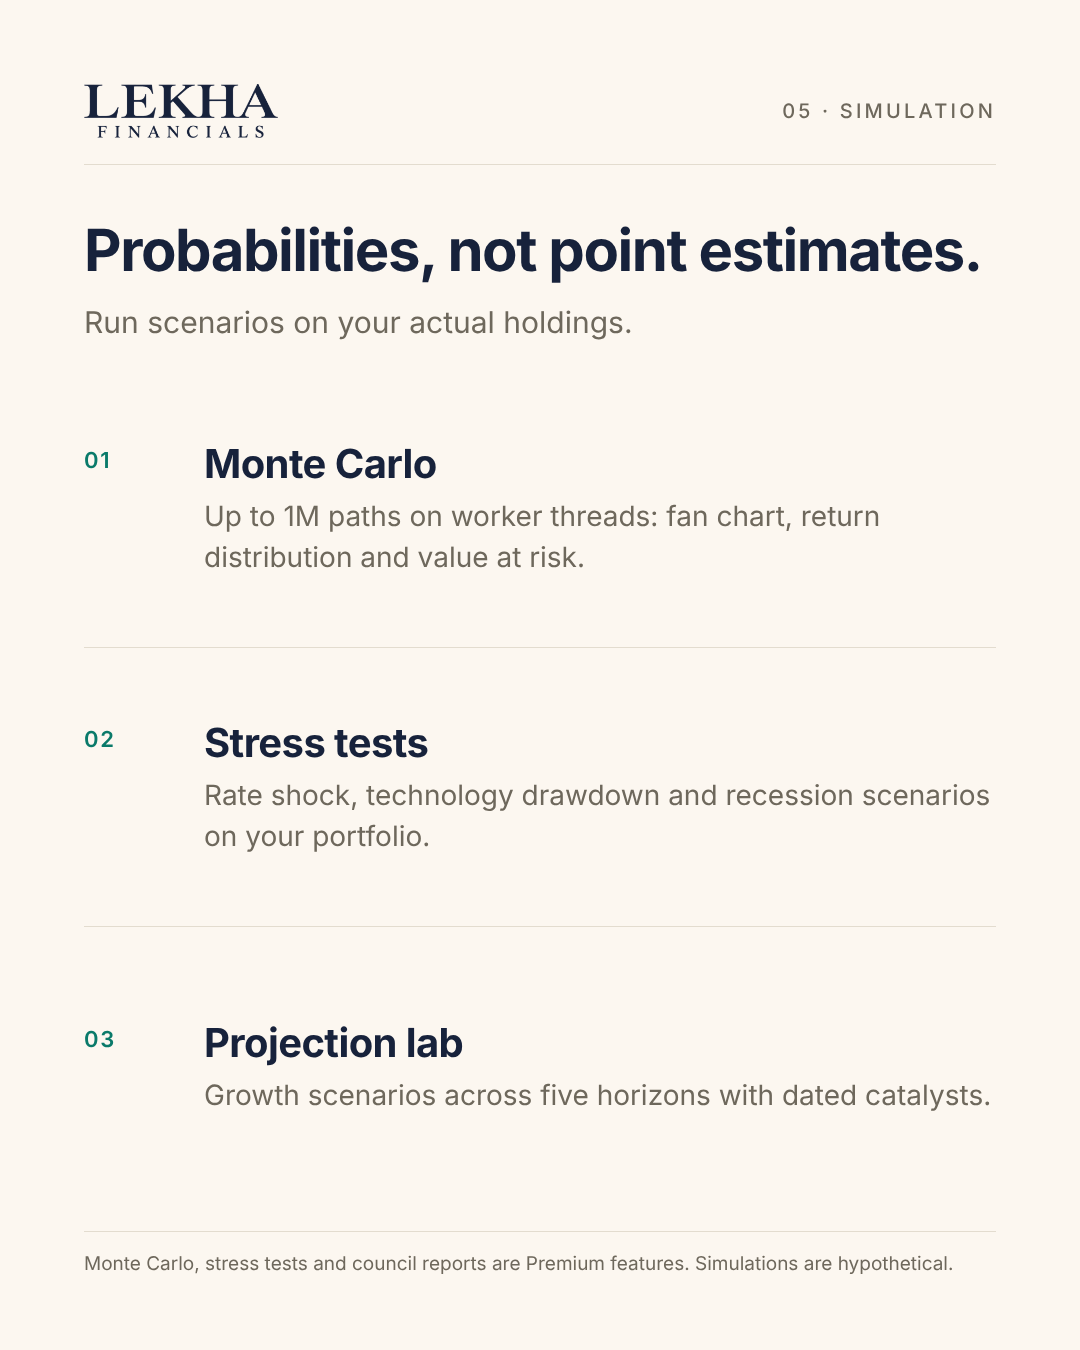 LEKHA
FINANCIALS
05 · SIMULATION
Probabilities, not point estimates.
Run scenarios on your actual holdings.
01
Monte Carlo
Up to 1M paths on worker threads: fan chart, return
distribution and value at risk.
02
Stress tests
Rate shock, technology drawdown and recession scenarios
on your portfolio.
03
Projection lab
Growth scenarios across five horizons with dated catalysts.
Monte Carlo, stress tests and council reports are Premium features. Simulations are hypothetical.